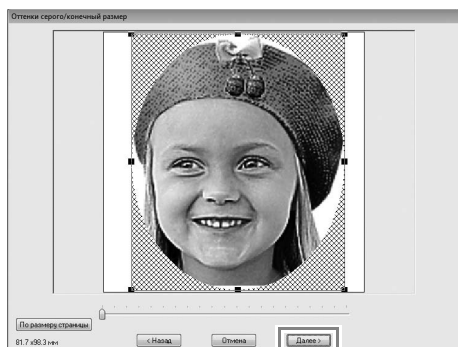 Оттенки серого/конечный размер
По размеру страницы
81.7 x98.3 мм
< Назад
Отмена
Далее >